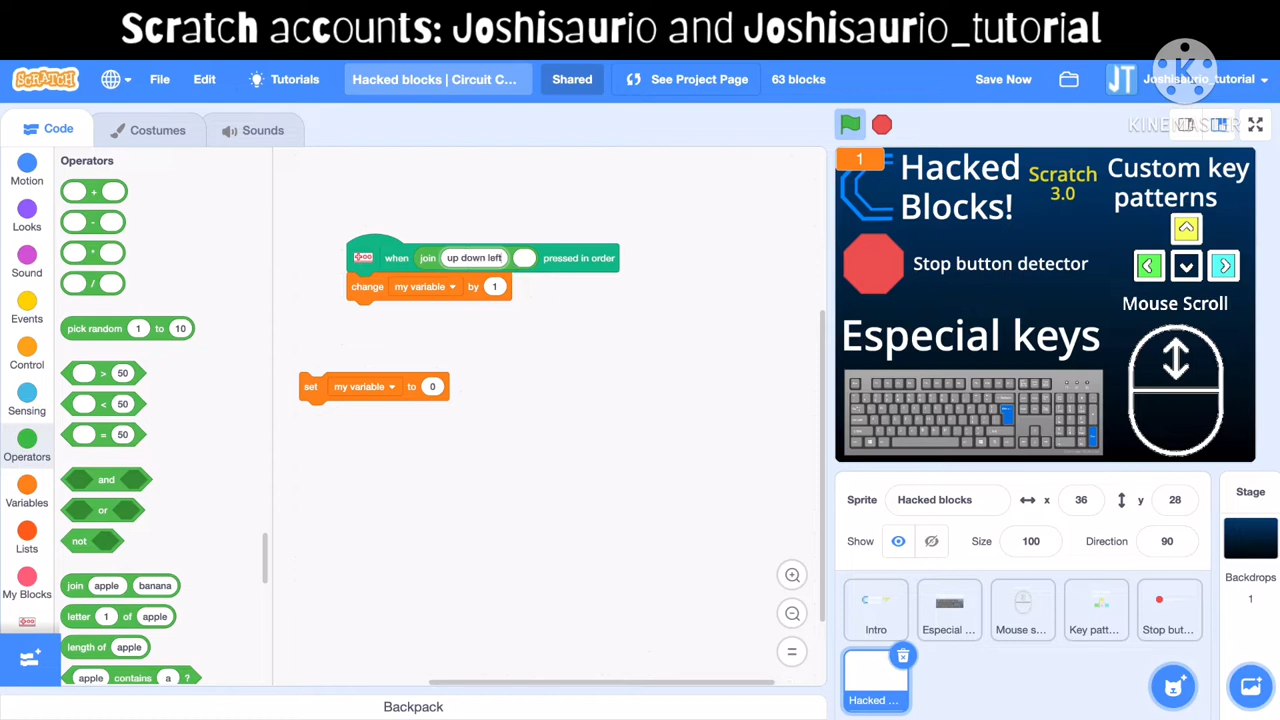 Scratch accounts: Joshisaurio and Joshisaurio_tutorial
SCRATCH
File
Edit
Tutorials
Hacked blocks | Circuit C...
Shared
See Project Page
63 blocks
Save Now
JT
Joshisaurio_tutorial
K
KINEMASTER
Code
Costumes
Sounds
Motion
Looks
Sound
Events
Control
Sensing
Operators
Variables
Lists
My Blocks
Operators
+
-
*
/
pick random 1 to 10
> 50
< 50
= 50
and
or
not
join apple banana
letter 1 of apple
length of apple
apple contains a ?
when join up down left pressed in order
change my variable by 1
set my variable to 0
1
Hacked
Blocks!
Scratch
3.0
Custom key
patterns
Stop button detector
Mouse Scroll
Especial keys
Sprite
Hacked blocks
x
36
y
28
Show
Size
100
Direction
90
Intro
Especial ...
Mouse s...
Key patt...
Stop but...
Hacked ...
Stage
Backdrops
1
Backpack